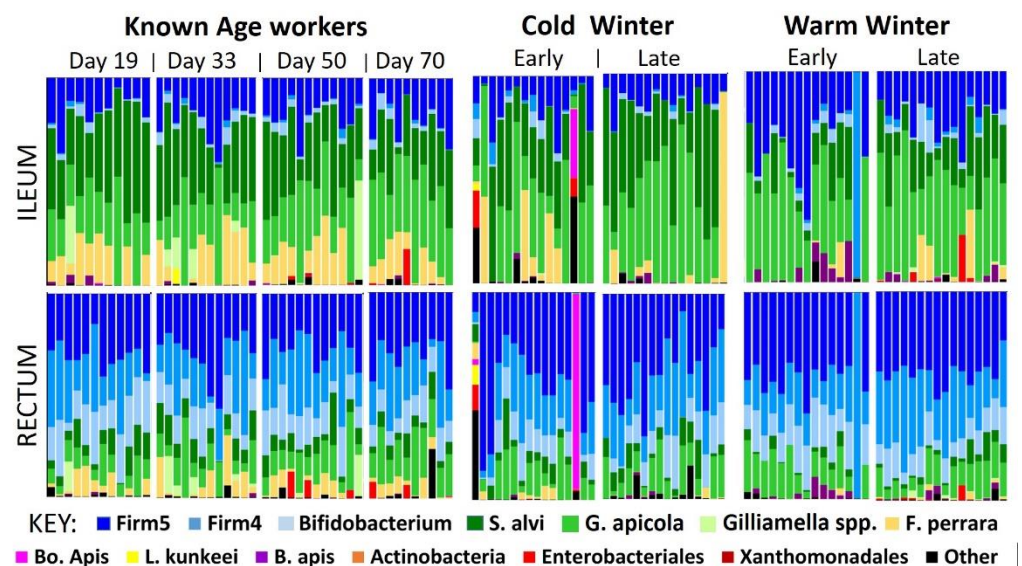 Known Age workers Cold Winter Warm Winter
Day 19 | Day 33 | Day 50 | Day 70 Early | Late Early Late
ILEUM
RECTUM
KEY: Firm5 Firm4 Bifidobacterium S. alvi G. apicola Gilliamella spp. F. perrara
Bo. Apis L. kunkeei B. apis Actinobacteria Enterobacteriales Xanthomonadales Other